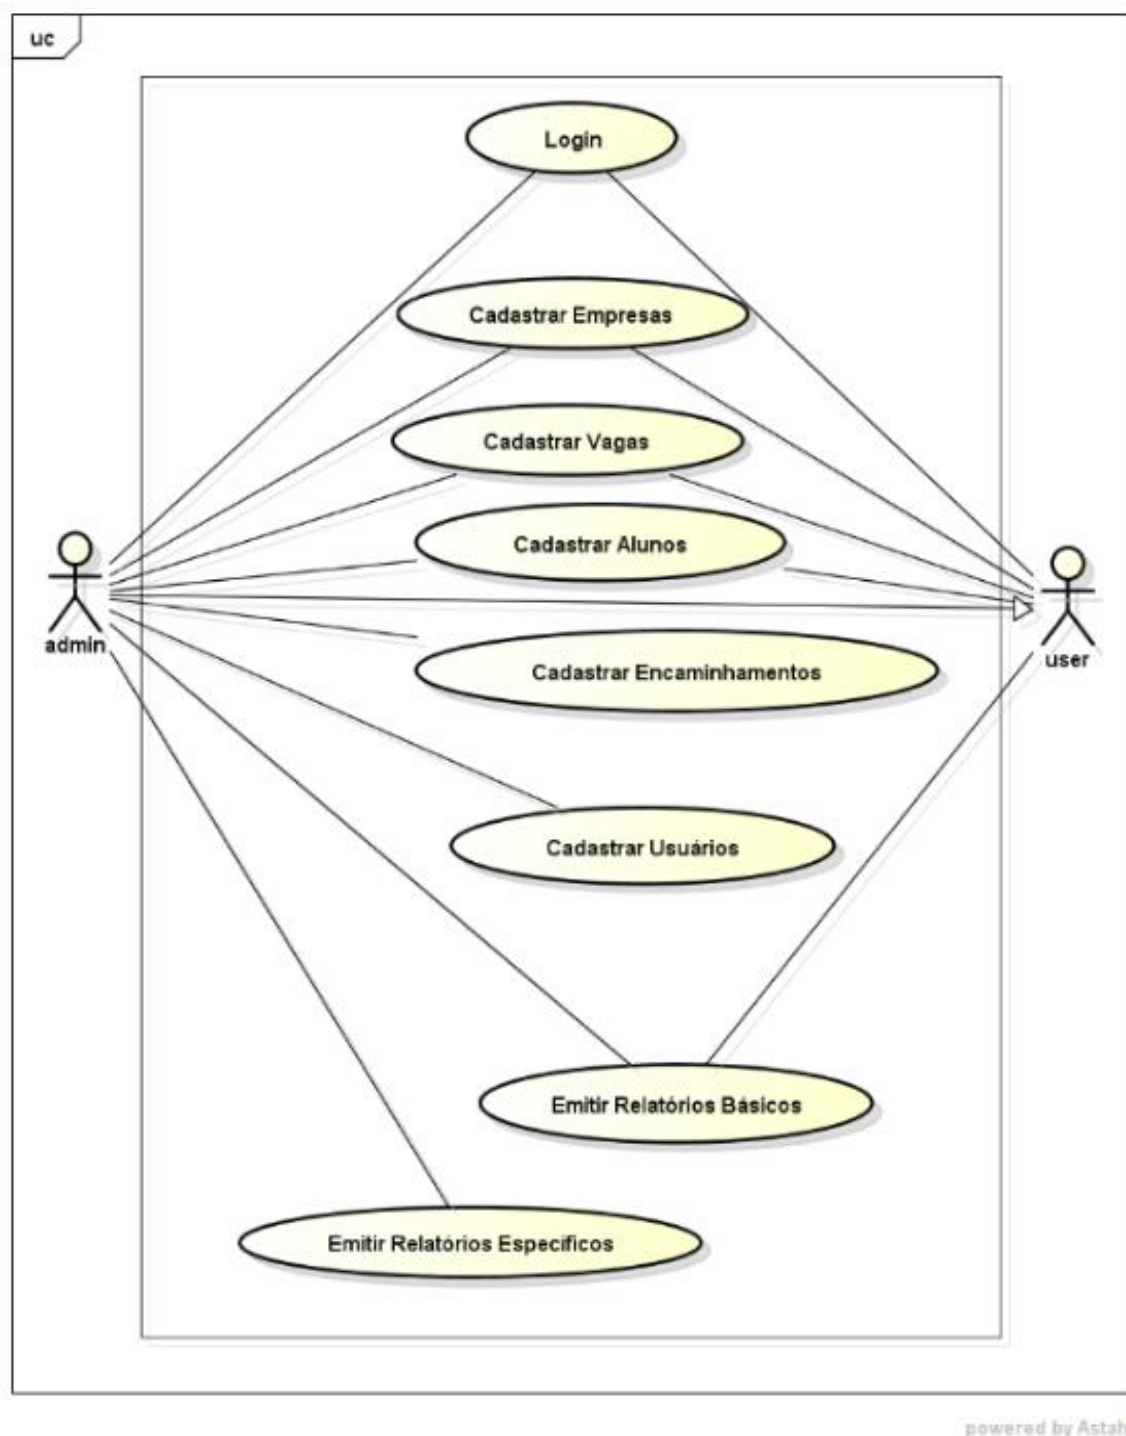 uc
Login
Cadastrar Empresas
Cadastrar Vagas
Cadastrar Alunos
admin
user
Cadastrar Encaminhamentos
Cadastrar Usuários
Emitir Relatórios Básicos
Emitir Relatórios Específicos
powered by Astah